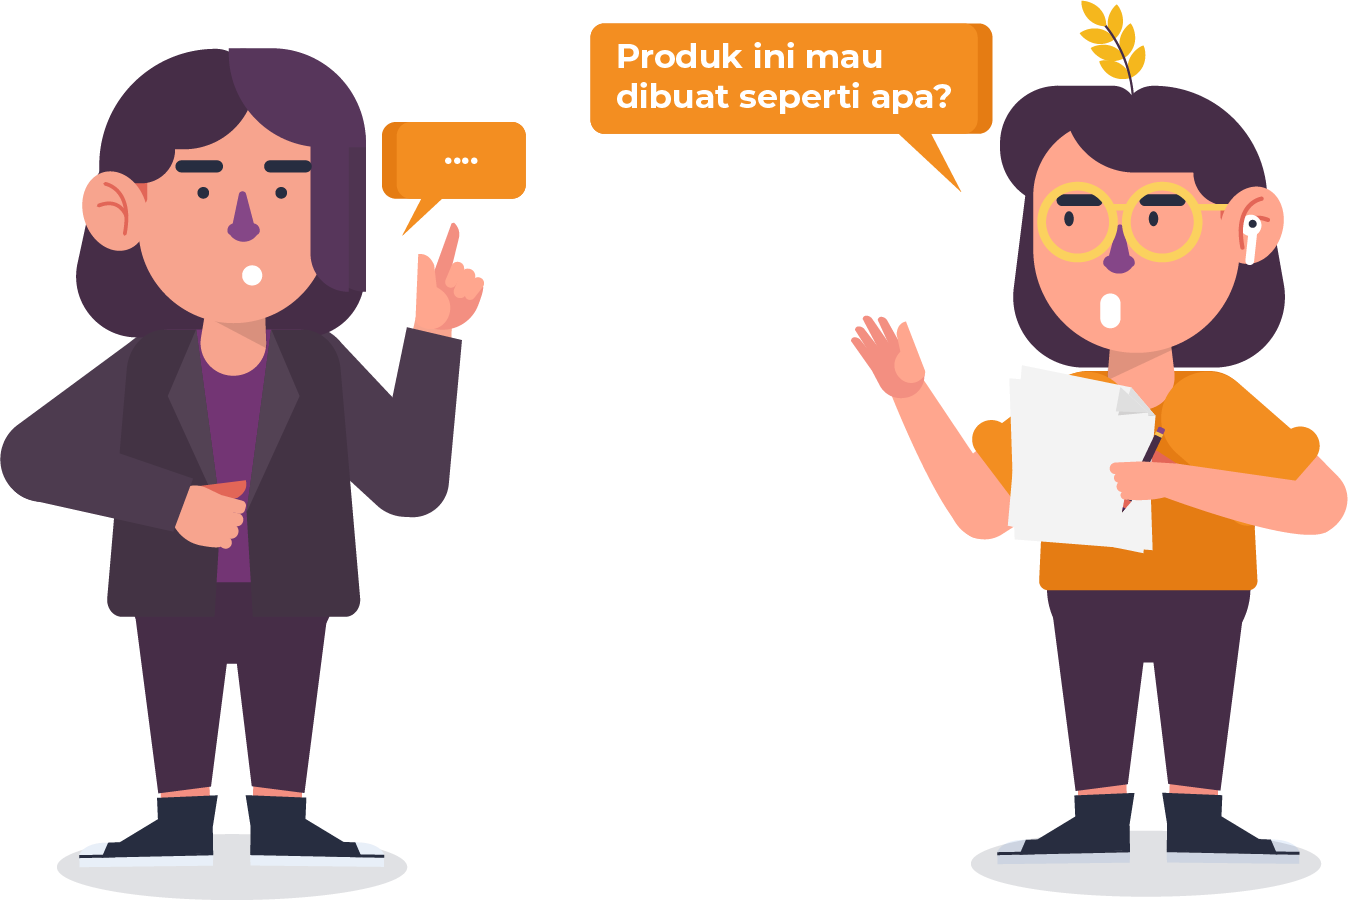 ....
Produk ini mau
dibuat seperti apa?